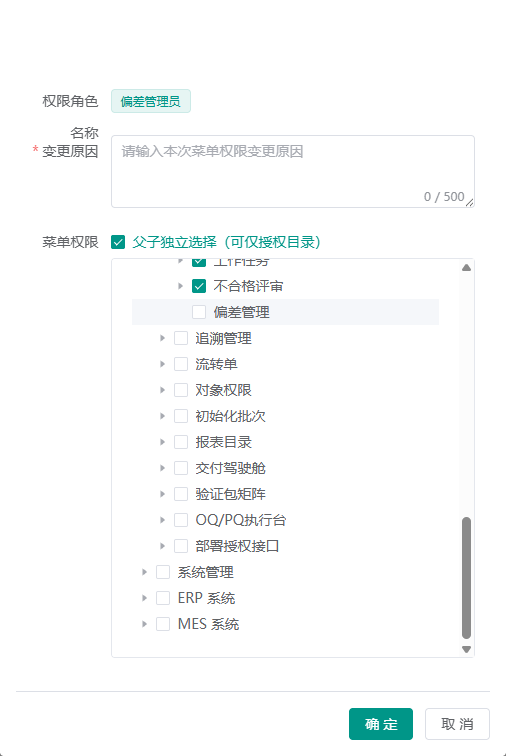 权限角色 偏差管理员
名称
* 变更原因
请输入本次菜单权限变更原因
0 / 500
菜单权限 父子独立选择（可仅授权目录）
工作任务
不合格评审
偏差管理
追溯管理
流转单
对象权限
初始化批次
报表目录
交付驾驶舱
验证包矩阵
OQ/PQ执行台
部署授权接口
系统管理
ERP 系统
MES 系统
确 定 取 消